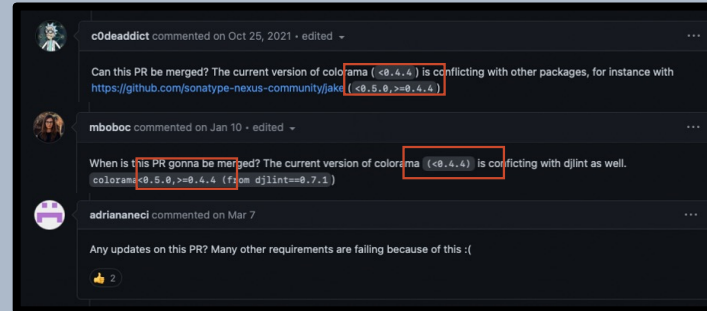 c0deaddict commented on Oct 25, 2021 • edited
Can this PR be merged? The current version of colorama ( <0.4.4 ) is conflicting with other packages, for instance with
https://github.com/sonatype-nexus-community/jake ( <0.5.0,>=0.4.4 )
mboboc commented on Jan 10 • edited
When is this PR gonna be merged? The current version of colorama (<0.4.4) is conficting with djlint as well.
colorama<0.5.0,>=0.4.4 (from djlint==0.7.1)
adriananeci commented on Mar 7
Any updates on this PR? Many other requirements are failing because of this :(
👍 2